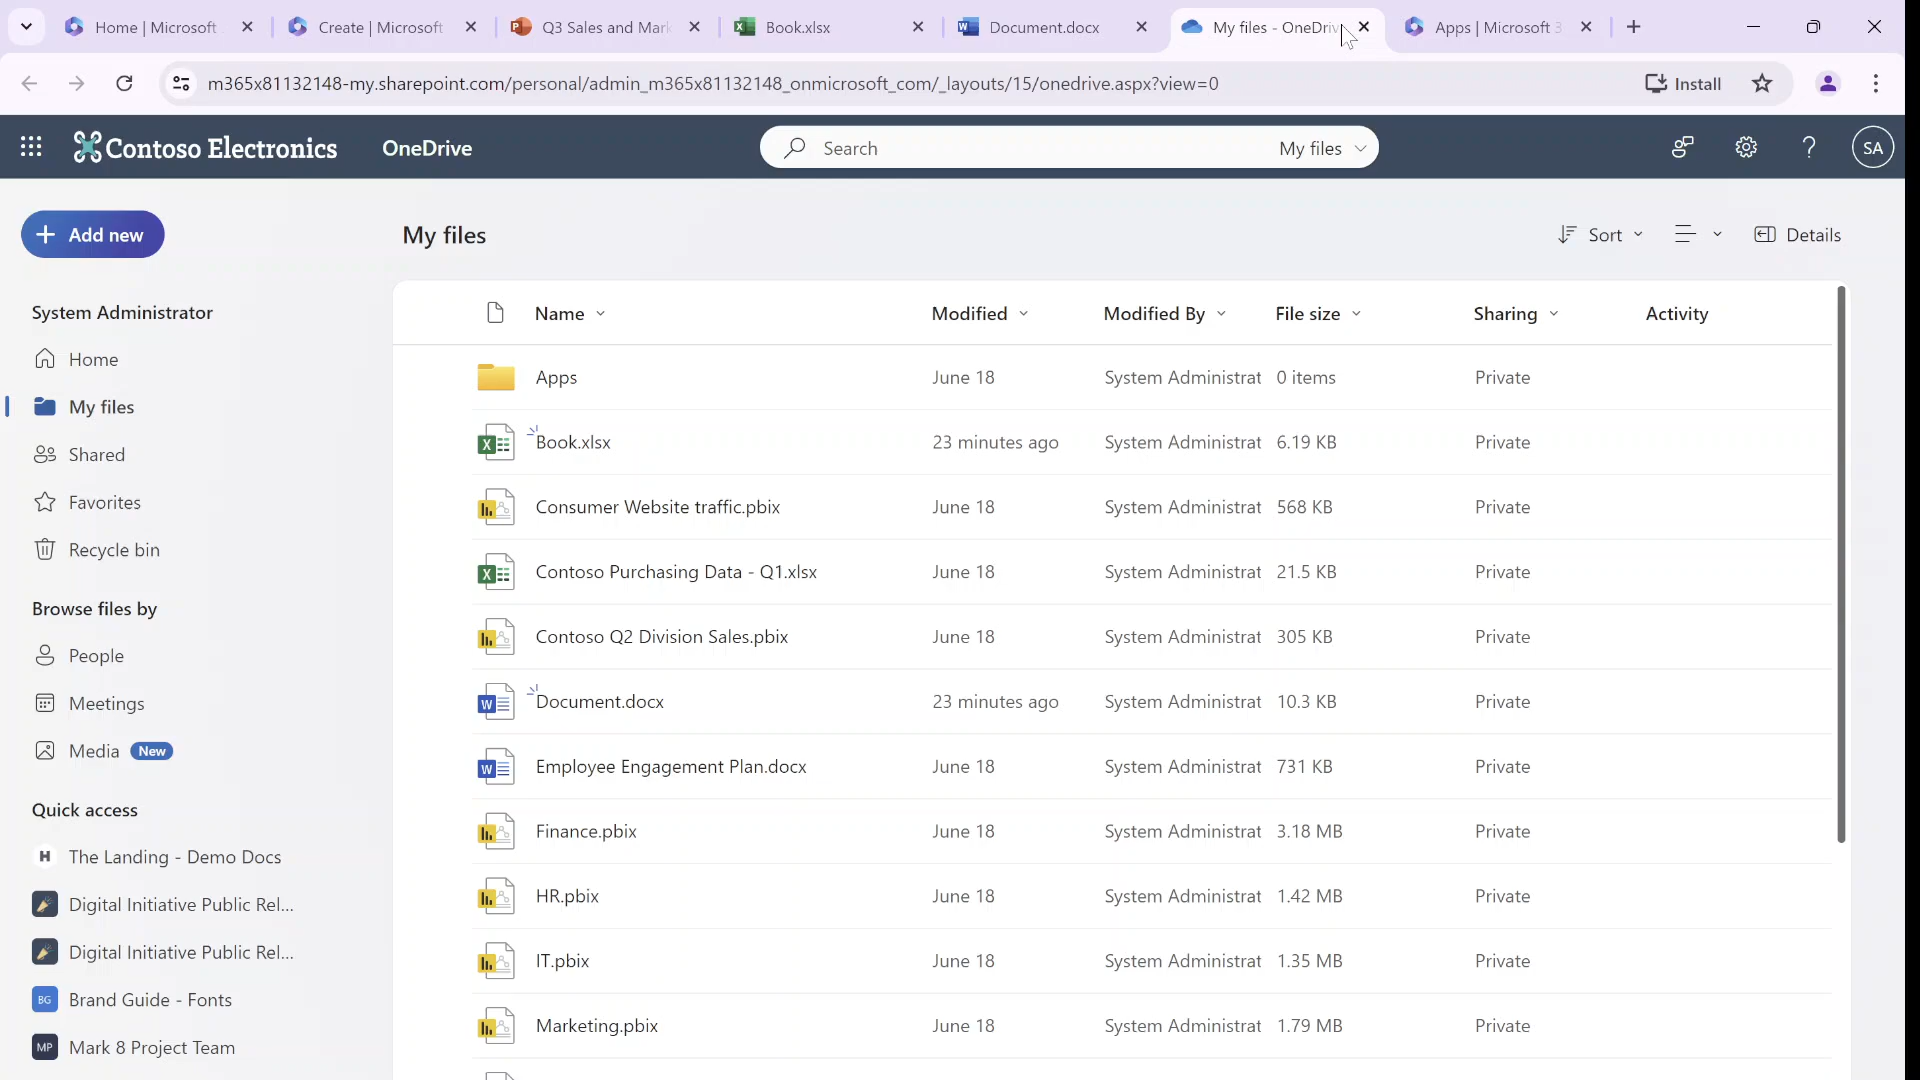 Home | Microsoft
Create | Microsoft
Q3 Sales and Mark
Book.xlsx
Document.docx
My files - OneDriv
Apps | Microsoft 3
m365x81132148-my.sharepoint.com/personal/admin_m365x81132148_onmicrosoft_com/_layouts/15/onedrive.aspx?view=0
Install
Contoso Electronics
OneDrive
Search
My files
?
SA
+ Add new
My files
Sort
Details
System Administrator
Home
My files
Shared
Favorites
Recycle bin
Browse files by
People
Meetings
Media New
Quick access
H The Landing - Demo Docs
Digital Initiative Public Rel...
Digital Initiative Public Rel...
BG Brand Guide - Fonts
MP Mark 8 Project Team
Name Modified Modified By File size Sharing Activity
Apps June 18 System Administrat 0 items Private
Book.xlsx 23 minutes ago System Administrat 6.19 KB Private
Consumer Website traffic.pbix June 18 System Administrat 568 KB Private
Contoso Purchasing Data - Q1.xlsx June 18 System Administrat 21.5 KB Private
Contoso Q2 Division Sales.pbix June 18 System Administrat 305 KB Private
Document.docx 23 minutes ago System Administrat 10.3 KB Private
Employee Engagement Plan.docx June 18 System Administrat 731 KB Private
Finance.pbix June 18 System Administrat 3.18 MB Private
HR.pbix June 18 System Administrat 1.42 MB Private
IT.pbix June 18 System Administrat 1.35 MB Private
Marketing.pbix June 18 System Administrat 1.79 MB Private